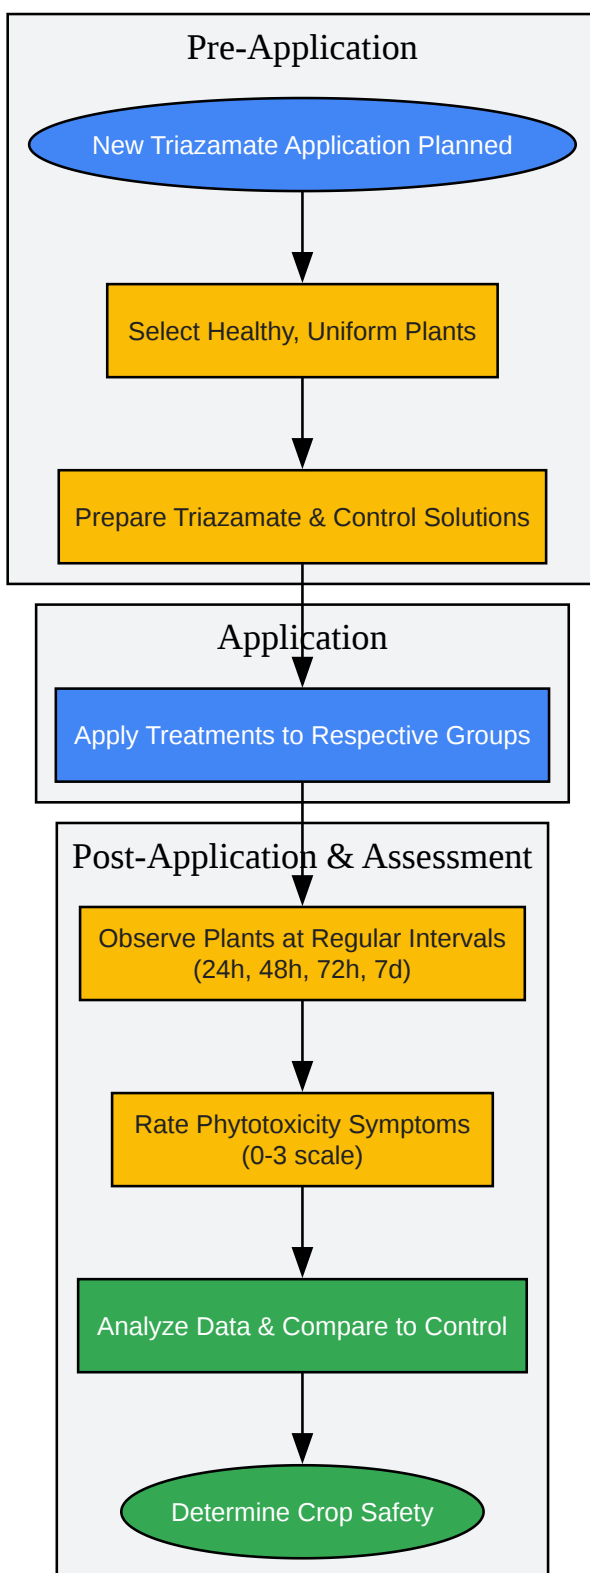 Pre-Application
New Triazamate Application Planned
Select Healthy, Uniform Plants
Prepare Triazamate & Control Solutions
Application
Apply Treatments to Respective Groups
Post-Application & Assessment
Observe Plants at Regular Intervals
(24h, 48h, 72h, 7d)
Rate Phytotoxicity Symptoms
(0-3 scale)
Analyze Data & Compare to Control
Determine Crop Safety